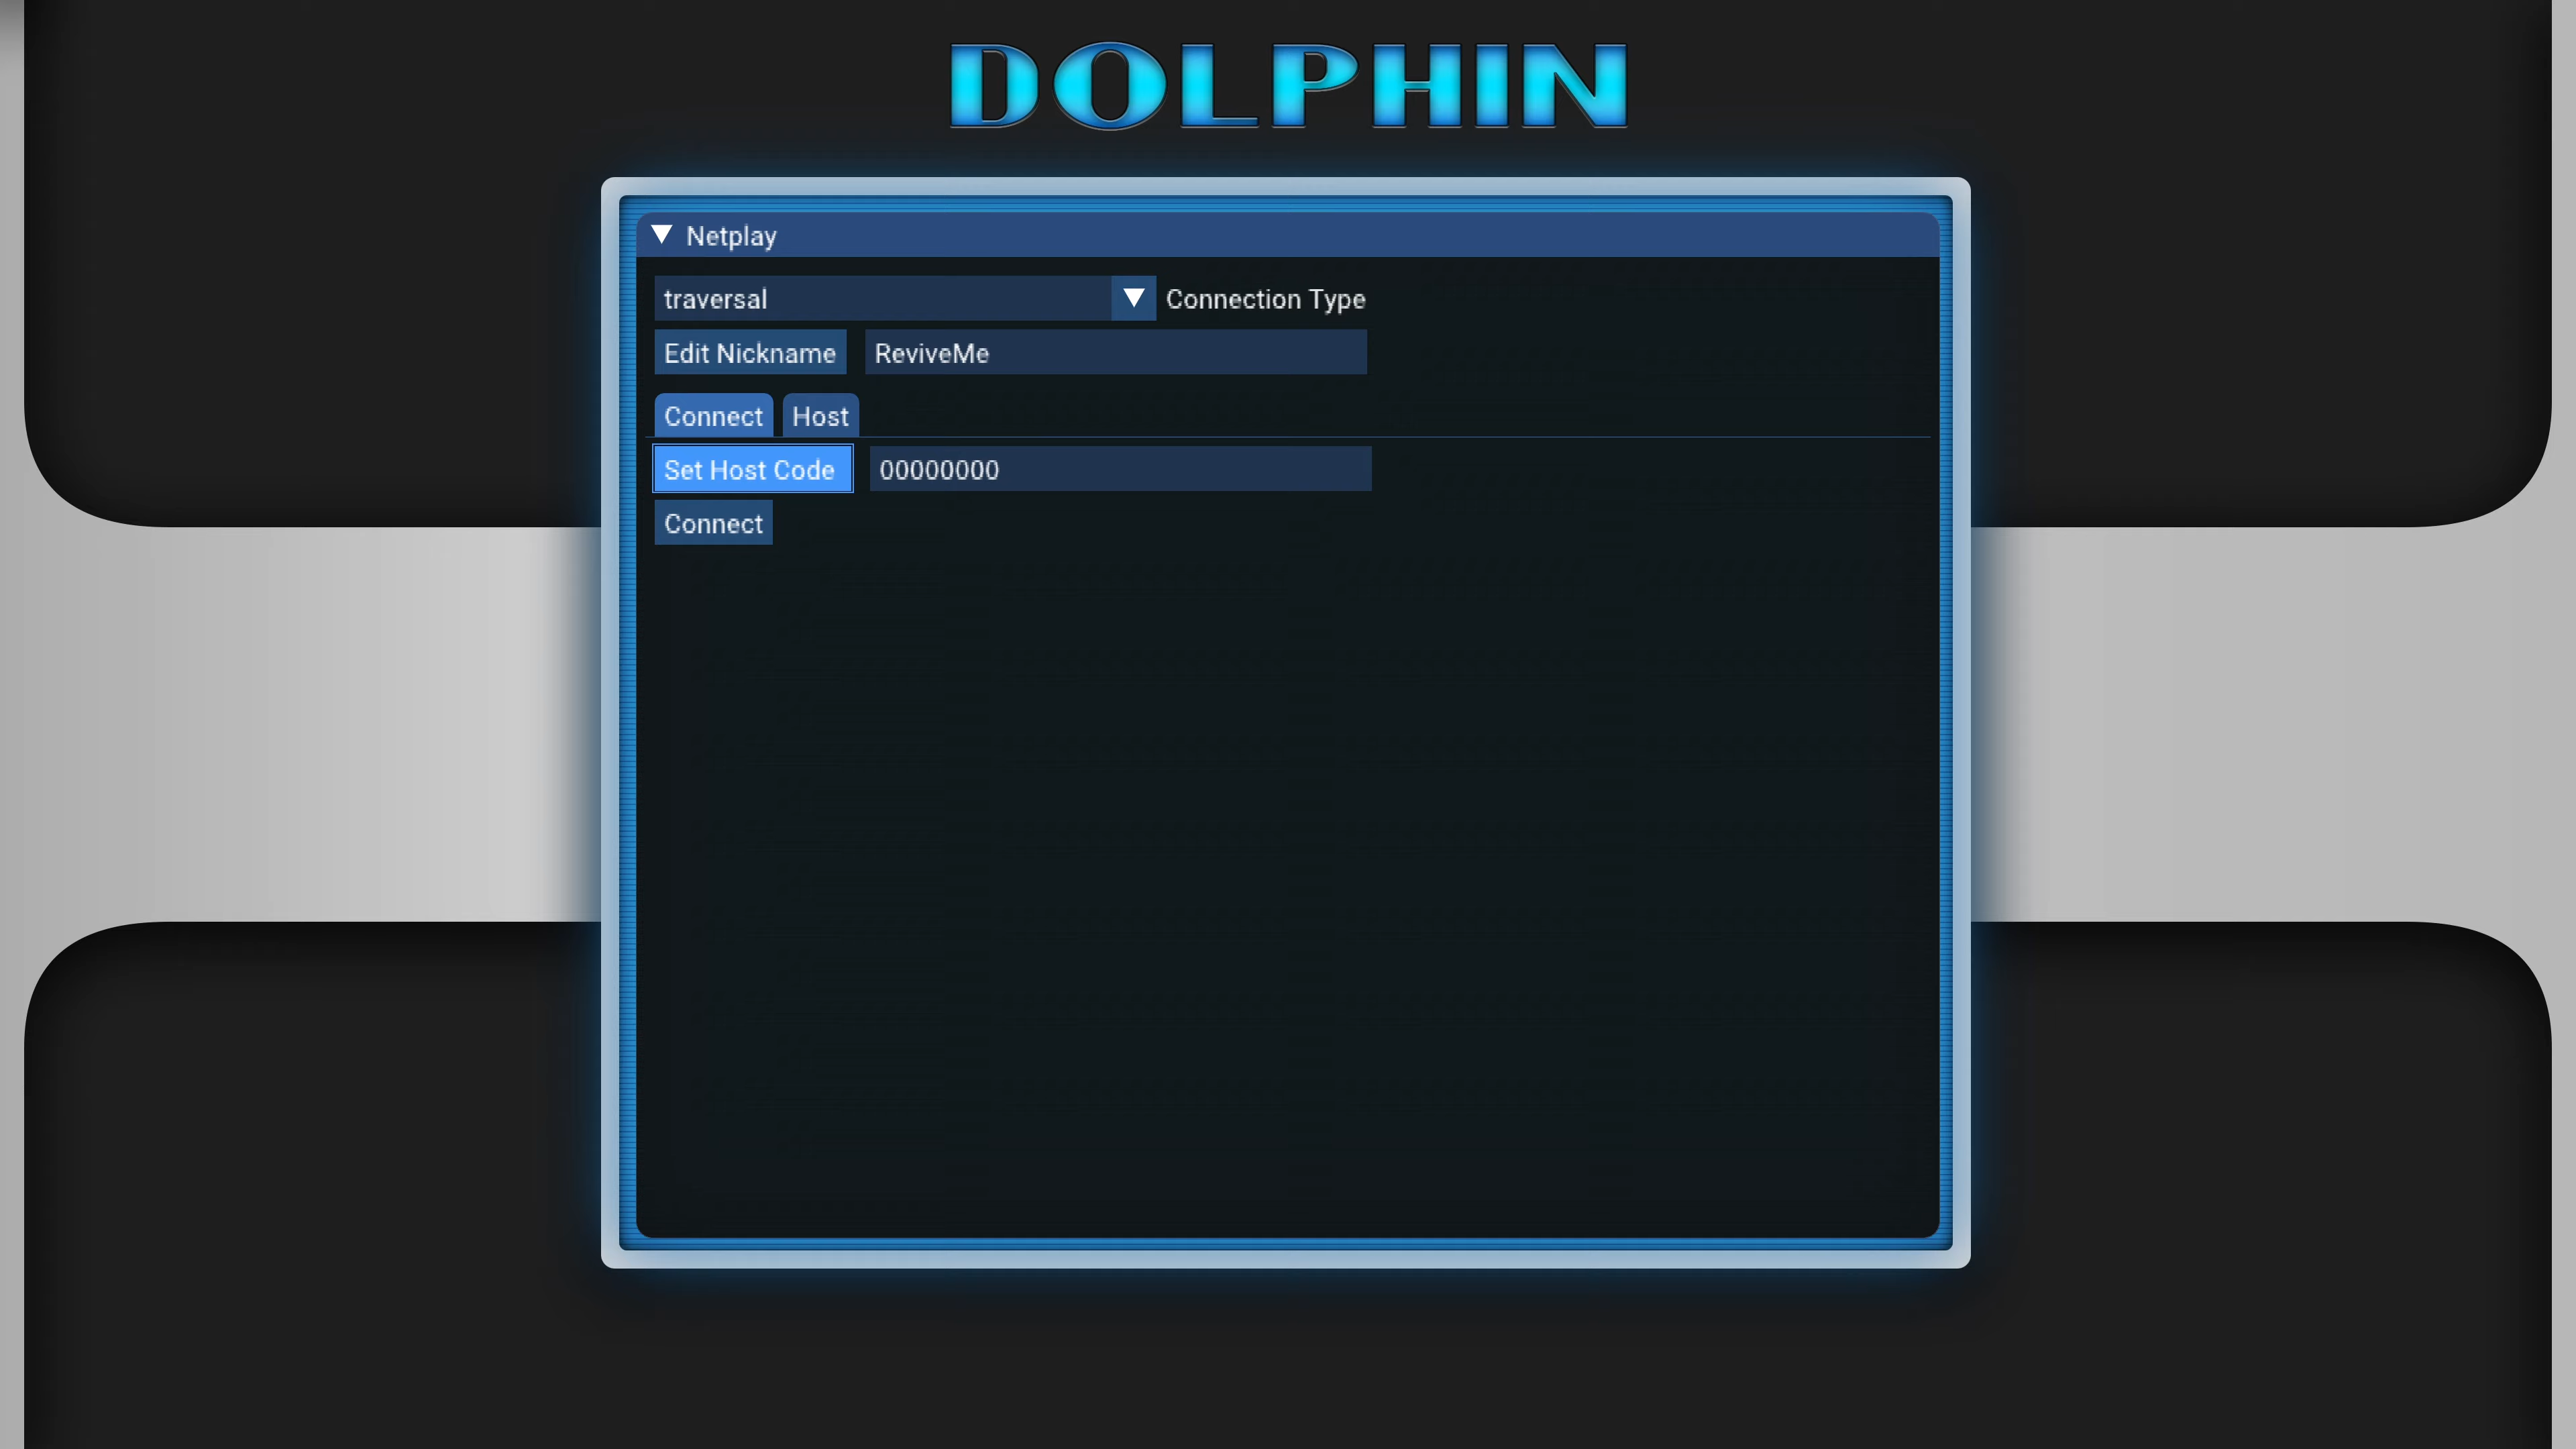 DOLPHIN
Netplay
traversal Connection Type
Edit Nickname ReviveMe
Connect Host
Set Host Code 00000000
Connect